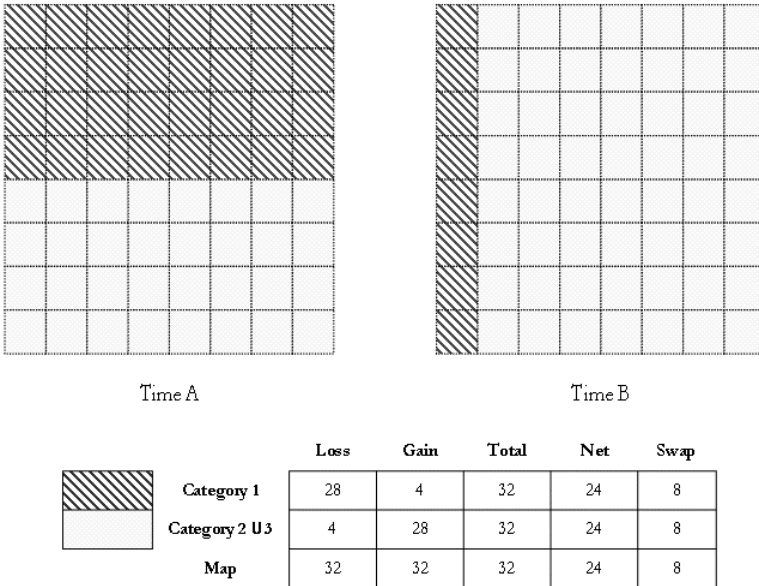 Time A Time B
Loss Gain Total Net Swap
Category 1 28 4 32 24 8
Category 2 U3 4 28 32 24 8
Map 32 32 32 24 8